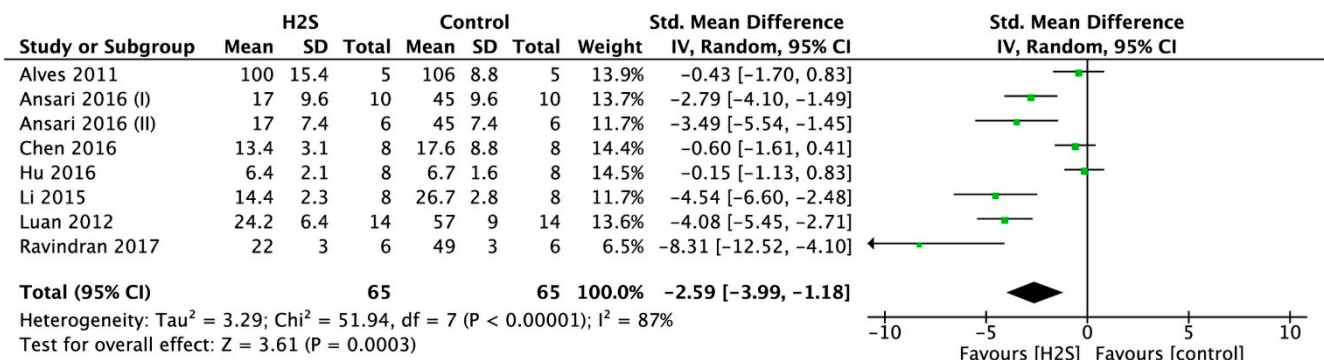 H2S Control Std. Mean Difference Std. Mean Difference
Study or Subgroup Mean SD Total Mean SD Total Weight IV, Random, 95% CI IV, Random, 95% CI
Alves 2011 100 15.4 5 106 8.8 5 13.9% -0.43 [-1.70, 0.83]
Ansari 2016 (I) 17 9.6 10 45 9.6 10 13.7% -2.79 [-4.10, -1.49]
Ansari 2016 (II) 17 7.4 6 45 7.4 6 11.7% -3.49 [-5.54, -1.45]
Chen 2016 13.4 3.1 8 17.6 8.8 8 14.4% -0.60 [-1.61, 0.41]
Hu 2016 6.4 2.1 8 6.7 1.6 8 14.4% -0.15 [-1.13, 0.83]
Li 2015 14.4 2.3 8 26.7 2.8 8 11.7% -4.54 [-6.60, -2.48]
Luan 2012 24.2 6.4 14 57 9 14 13.6% -4.08 [-5.45, -2.71]
Ravindran 2017 22 3 6 49 3 6 6.5% -8.31 [-12.52, -4.10]
Total (95% CI) 65 65 100.0% -2.59 [-3.99, -1.18]
Heterogeneity: Tau² = 3.29; Chi² = 51.94, df = 7 (P < 0.00001); I² = 87%
Test for overall effect: Z = 3.61 (P = 0.0003)
-10 -5 0 5 10
Favours [H2S] Favours [control]